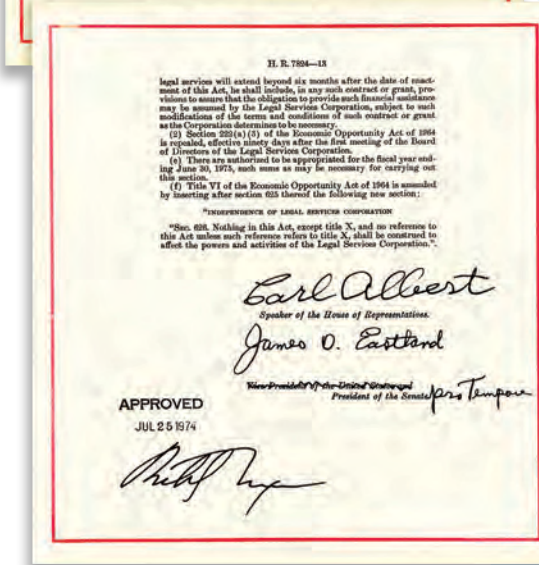 H. R. 7824—13
legal services will extend beyond six months after the date of enact-
ment of this Act, he shall include, in any such contract or grant, pro-
visions to assure that the obligation to provide such financial assistance
may be assumed by the Legal Services Corporation, subject to such
modifications of the terms and conditions of such contract or grant
as the Corporation determines to be necessary.
(2) Section 222(a)(3) of the Economic Opportunity Act of 1964
is repealed, effective ninety days after the first meeting of the Board
of Directors of the Legal Services Corporation.
(e) There are authorized to be appropriated for the fiscal year end-
ing June 30, 1975, such sums as may be necessary for carrying out
this section.
(f) Title VI of the Economic Opportunity Act of 1964 is amended
by inserting after section 625 thereof the following new section:
"INDEPENDENCE OF LEGAL SERVICES CORPORATION
"Sec. 626. Nothing in this Act, except title X, and no reference to
this Act unless such reference refers to title X, shall be construed to
affect the powers and activities of the Legal Services Corporation.".
Carl Albert
Speaker of the House of Representatives.
James O. Eastland
Vice President of the United States and
President of the Senate pro Tempore
APPROVED
JUL 25 1974